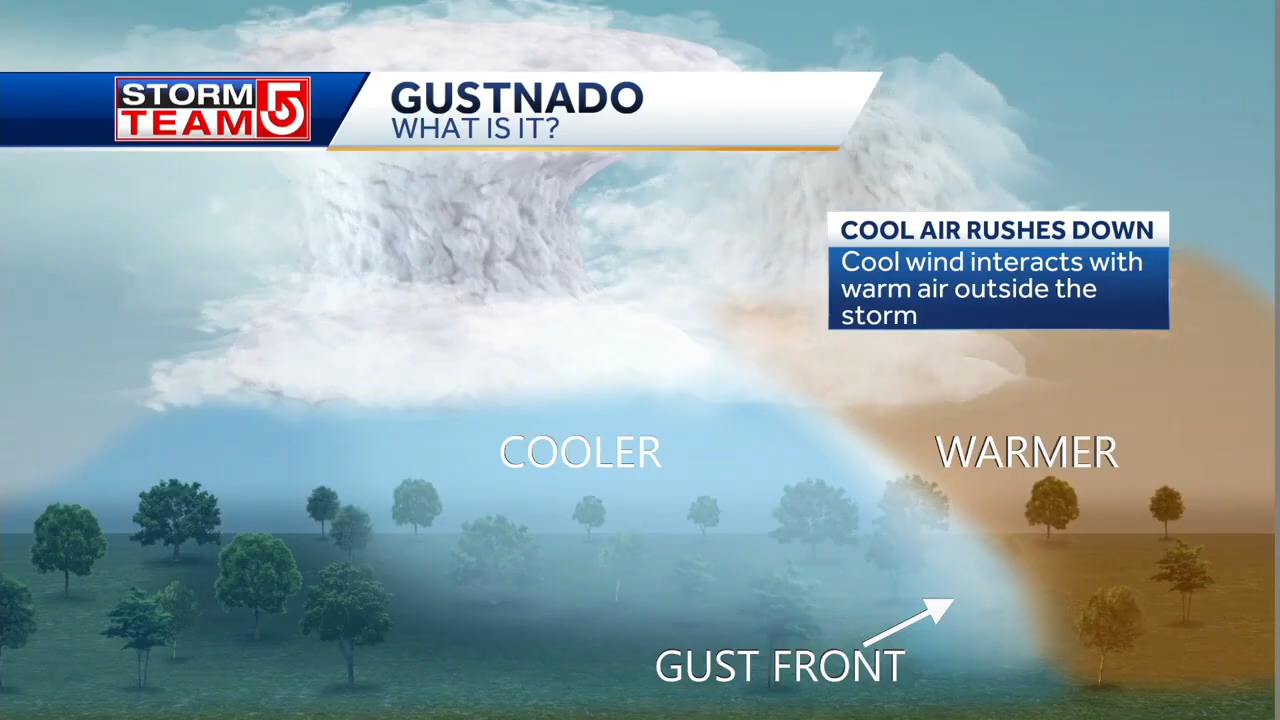 STORM
TEAM 5
GUSTNADO
WHAT IS IT?
COOL AIR RUSHES DOWN
Cool wind interacts with
warm air outside the
storm
COOLER
WARMER
GUST FRONT